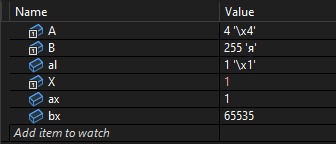 Name Value
A 4 '\x4'
B 255 'я'
al 1 '\x1'
X 1
ax 1
bx 65535
Add item to watch